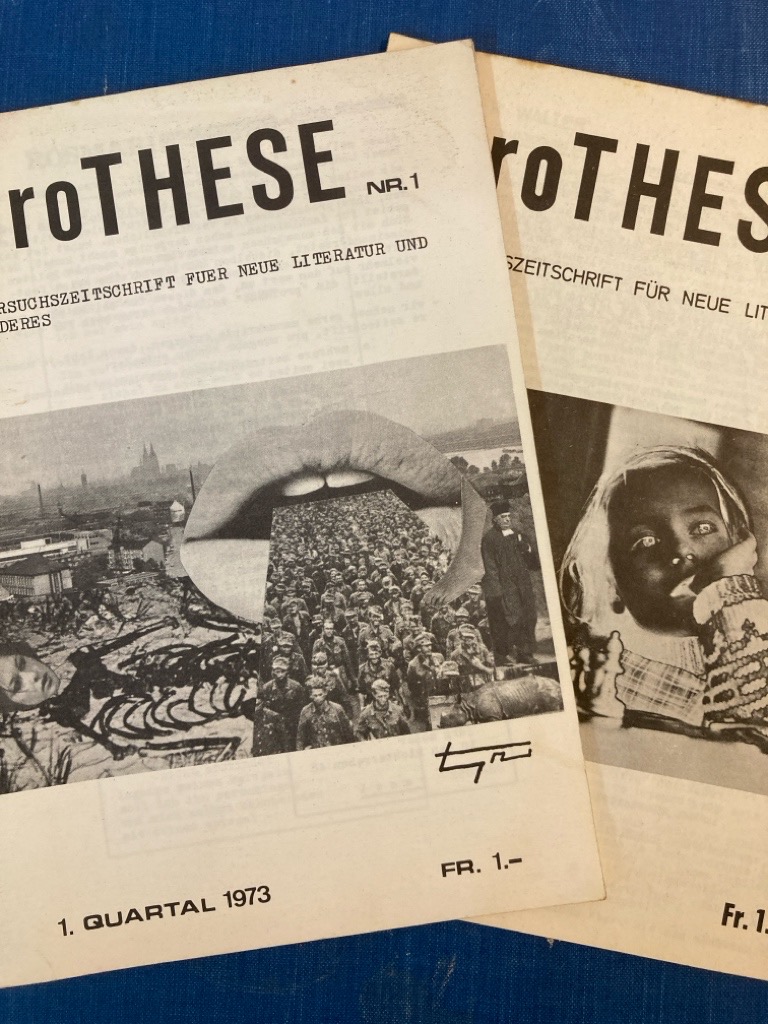 roTHESE NR.1
RSUCHSZEITSCHRIFT FUER NEUE LITERATUR UND
DERES
1. QUARTAL 1973
FR. 1.-
roTHES
SZEITSCHRIFT FÜR NEUE LIT
Fr. 1.